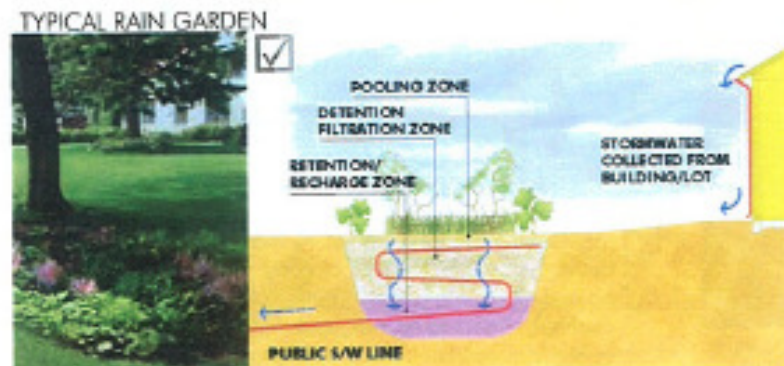 TYPICAL RAIN GARDEN
POOLING ZONE
DETENTION
FILTRATION ZONE
RETENTION/
RECHARGE ZONE
STORMWATER
COLLECTED FROM
BUILDING/LOT
PUBLIC S/W LINE